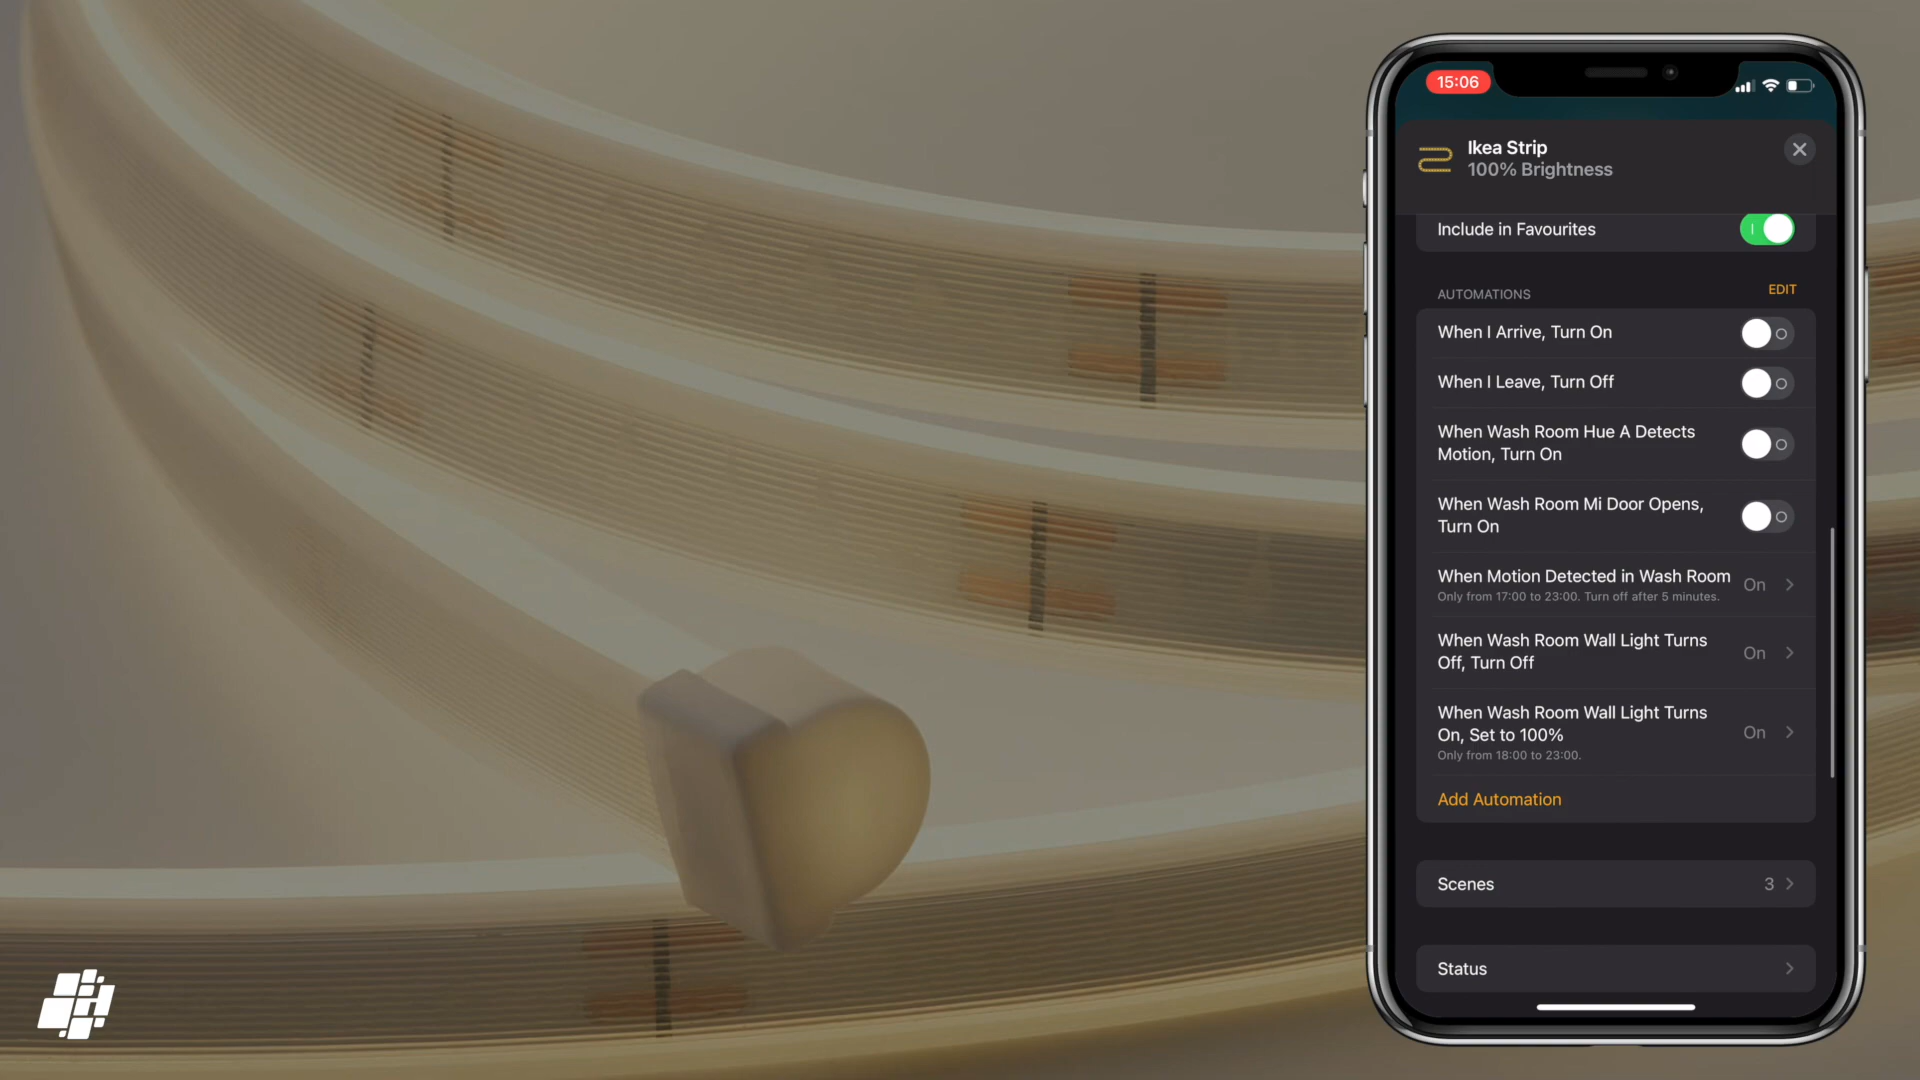 15:06
Ikea Strip
100% Brightness
Include in Favourites
AUTOMATIONS
EDIT
When I Arrive, Turn On
When I Leave, Turn Off
When Wash Room Hue A Detects
Motion, Turn On
When Wash Room Mi Door Opens,
Turn On
When Motion Detected in Wash Room
On
Only from 17:00 to 23:00. Turn off after 5 minutes.
When Wash Room Wall Light Turns
Off, Turn Off
On
When Wash Room Wall Light Turns
On, Set to 100%
On
Only from 18:00 to 23:00.
Add Automation
Scenes
3
Status